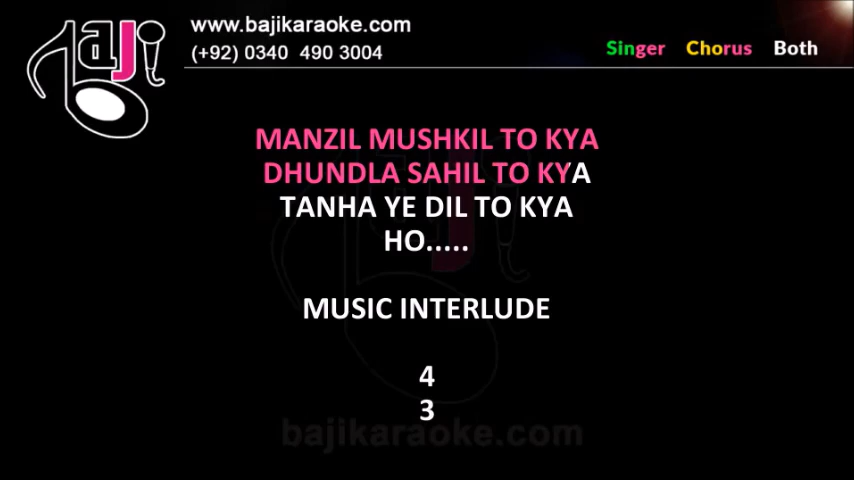 baji
www.bajikaraoke.com
(+92) 0340 490 3004
Singer Chorus Both
MANZIL MUSHKIL TO KYA
DHUNDLA SAHIL TO KYA
TANHA YE DIL TO KYA
HO.....
MUSIC INTERLUDE
4
3
bajikaraoke.com